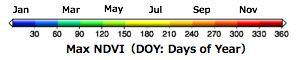 Jan Mar May Jul Sep Nov
30 60 90 120 150 180 210 240 270 300 330 360
Max NDVI (DOY: Days of Year)